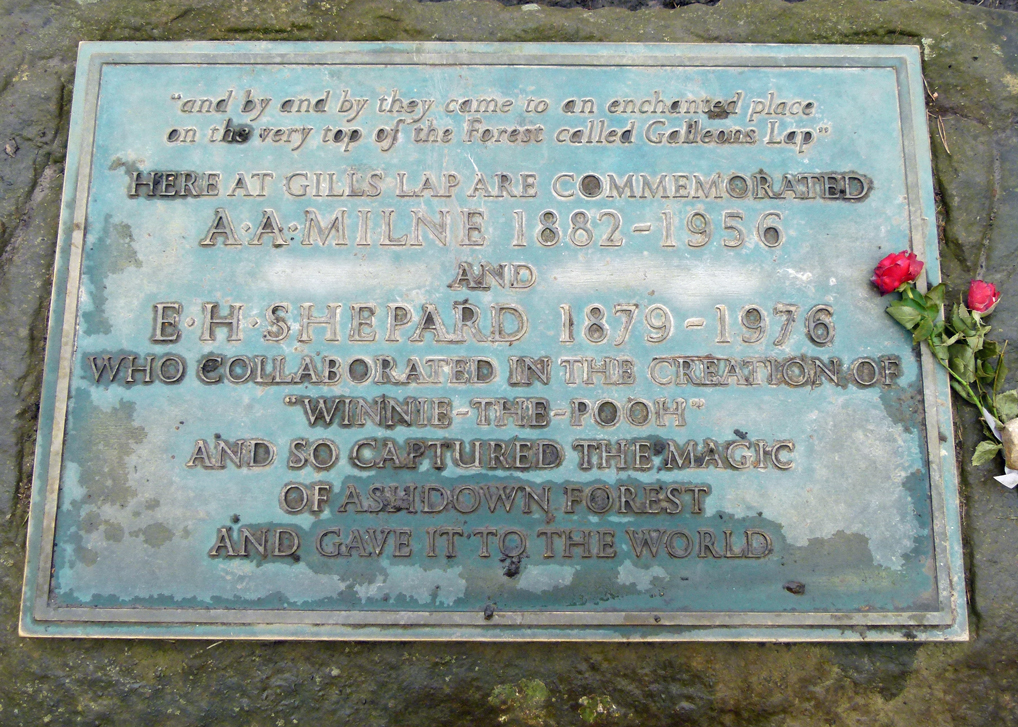 "and by and by they came to an enchanted place
on the very top of the Forest called Galleons Lap"
HERE AT GILLS LAP ARE COMMEMORATED
A·A·MILNE 1882-1956
AND
E·H·SHEPARD 1879-1976
WHO COLLABORATED IN THE CREATION OF
"WINNIE-THE-POOH"
AND SO CAPTURED THE MAGIC
OF ASHDOWN FOREST
AND GAVE IT TO THE WORLD